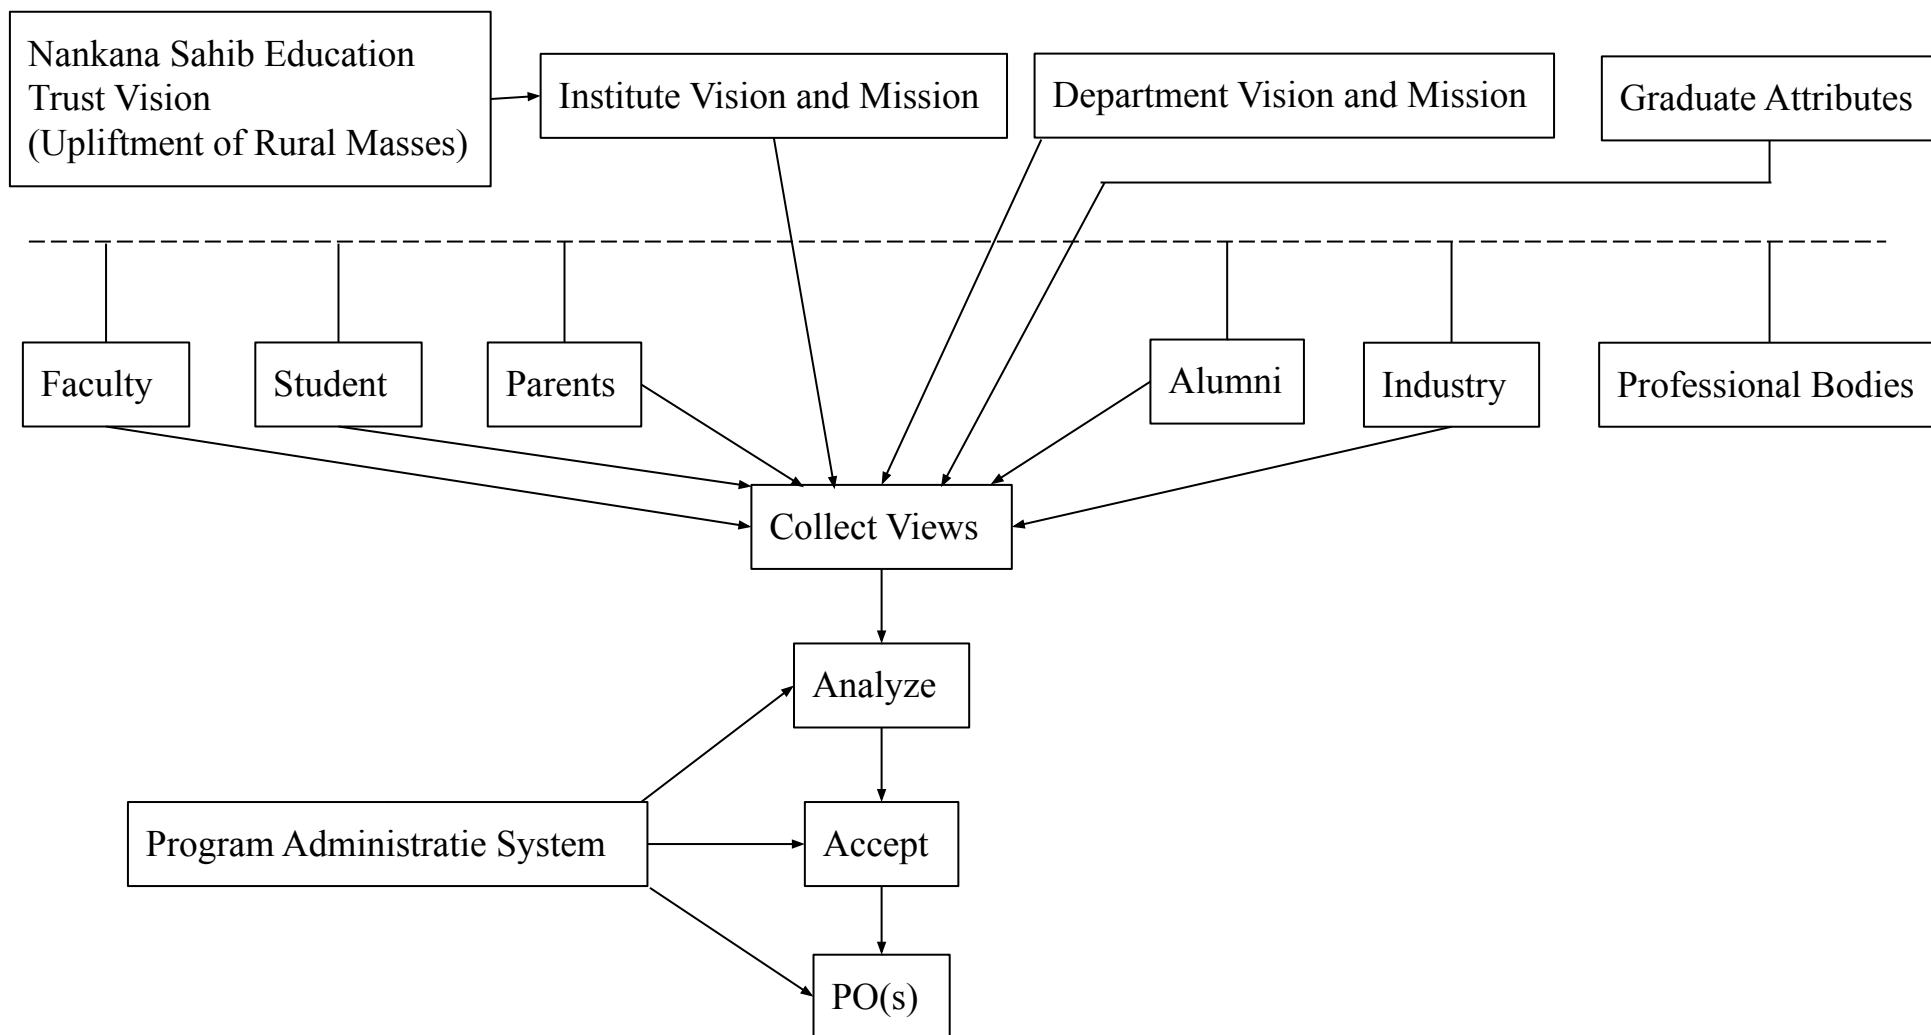 Nankana Sahib Education
Trust Vision
(Upliftment of Rural Masses)
Institute Vision and Mission
Department Vision and Mission
Graduate Attributes
Faculty
Student
Parents
Alumni
Industry
Professional Bodies
Collect Views
Analyze
Program Administratie System
Accept
PO(s)